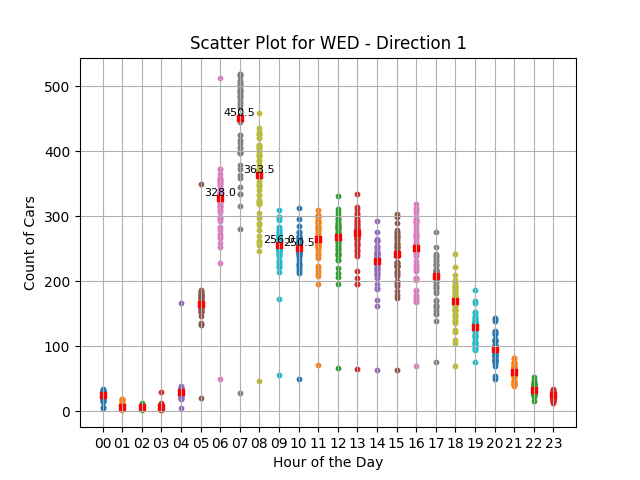 Scatter Plot for WED - Direction 1
Count of Cars
500
400
300
200
100
0
450.5
363.5
328.0
256.0
250.5
00 01 02 03 04 05 06 07 08 09 10 11 12 13 14 15 16 17 18 19 20 21 22 23
Hour of the Day